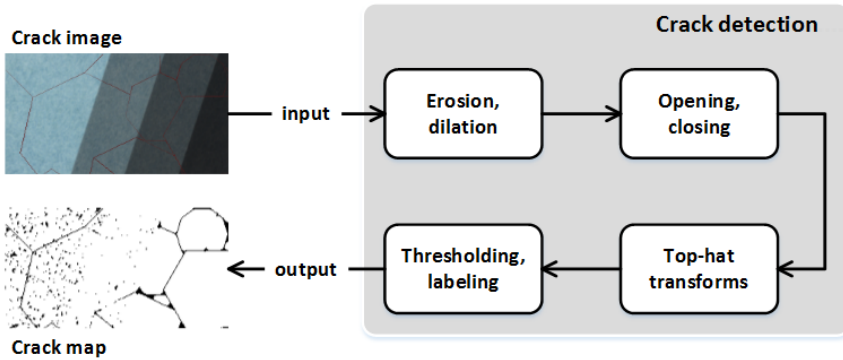 Crack image
Crack detection
input
Erosion,
dilation
Opening,
closing
Top-hat
transforms
Thresholding,
labeling
output
Crack map